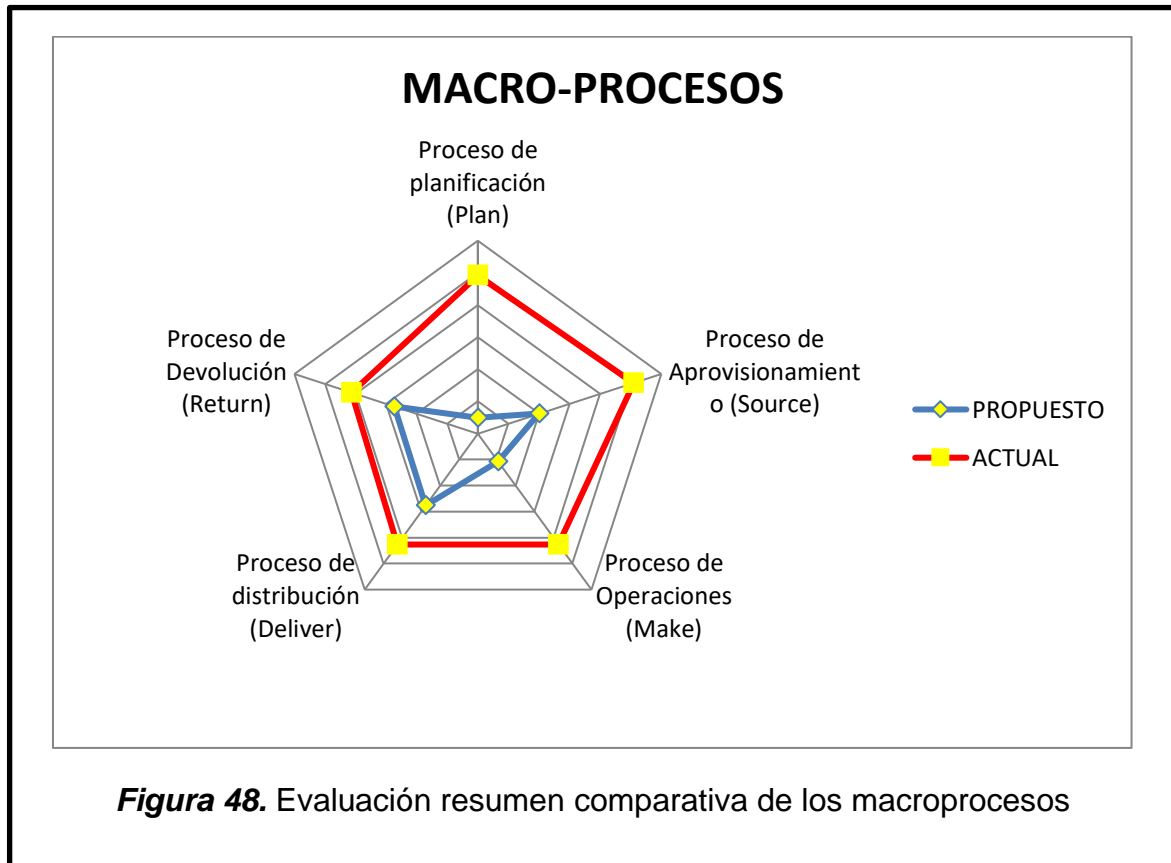 MACRO-PROCESOS
Proceso de
planificación
(Plan)
Proceso de
Aprovisionamient
o (Source)
Proceso de
Operaciones
(Make)
Proceso de
distribución
(Deliver)
Proceso de
Devolución
(Return)
PROPUESTO
ACTUAL
Figura 48. Evaluación resumen comparativa de los macroprocesos